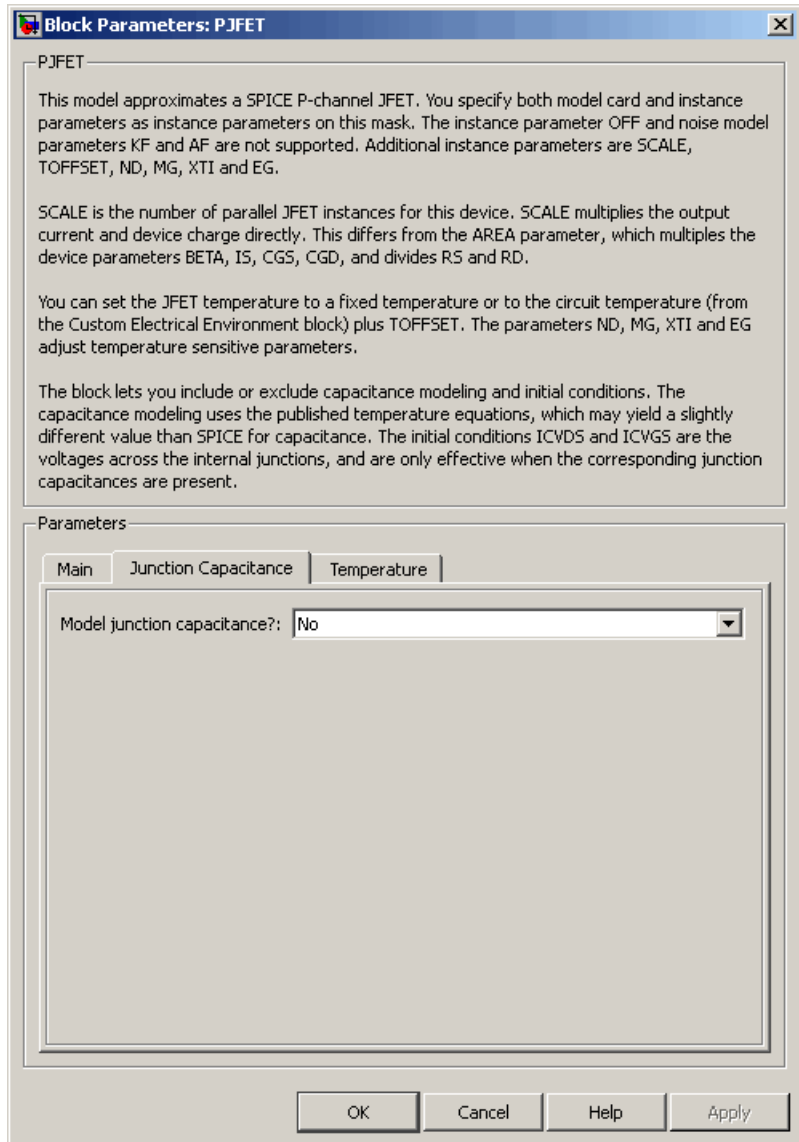 Block Parameters: PJFET
PJFET
This model approximates a SPICE P-channel JFET. You specify both model card and instance
parameters as instance parameters on this mask. The instance parameter OFF and noise model
parameters KF and AF are not supported. Additional instance parameters are SCALE,
TOFFSET, ND, MG, XTI and EG.
SCALE is the number of parallel JFET instances for this device. SCALE multiplies the output
current and device charge directly. This differs from the AREA parameter, which multiples the
device parameters BETA, IS, CGS, CGD, and divides RS and RD.
You can set the JFET temperature to a fixed temperature or to the circuit temperature (from
the Custom Electrical Environment block) plus TOFFSET. The parameters ND, MG, XTI and EG
adjust temperature sensitive parameters.
The block lets you include or exclude capacitance modeling and initial conditions. The
capacitance modeling uses the published temperature equations, which may yield a slightly
different value than SPICE for capacitance. The initial conditions ICVDS and ICVGS are the
voltages across the internal junctions, and are only effective when the corresponding junction
capacitances are present.
Parameters
Main Junction Capacitance Temperature
Model junction capacitance?: No
OK Cancel Help Apply